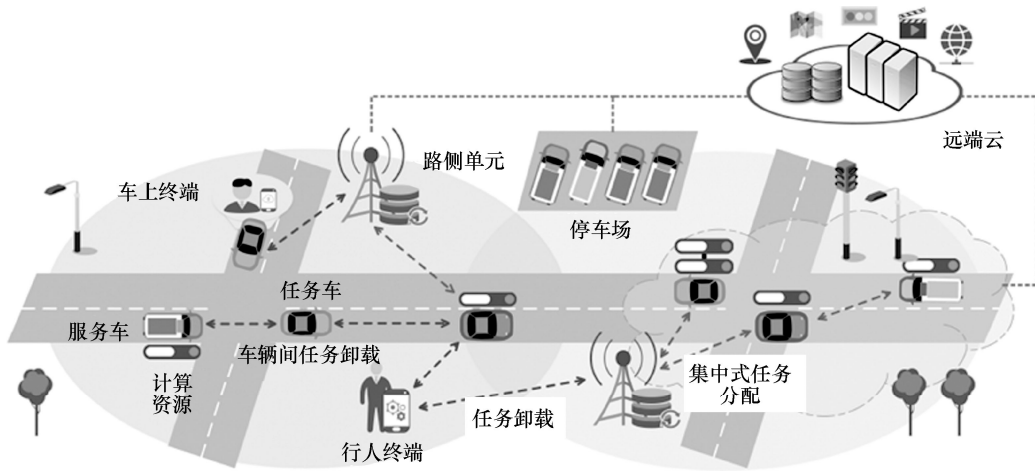 远端云
路侧单元
车上终端
停车场
任务车
服务车
车辆间任务卸载
计算
资源
集中式任务
分配
任务卸载
行人终端